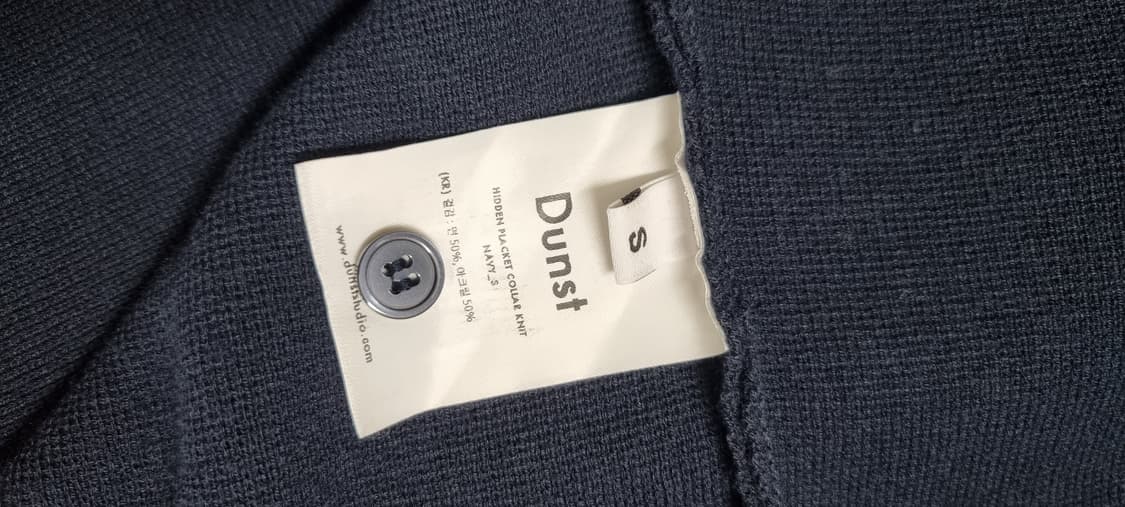 S
Dunst
HIDDEN PLACKET COLLAR KNIT
NAVY_S
(KR) 겉감 : 면 50%, 아크릴 50%
www.dunststudio.com